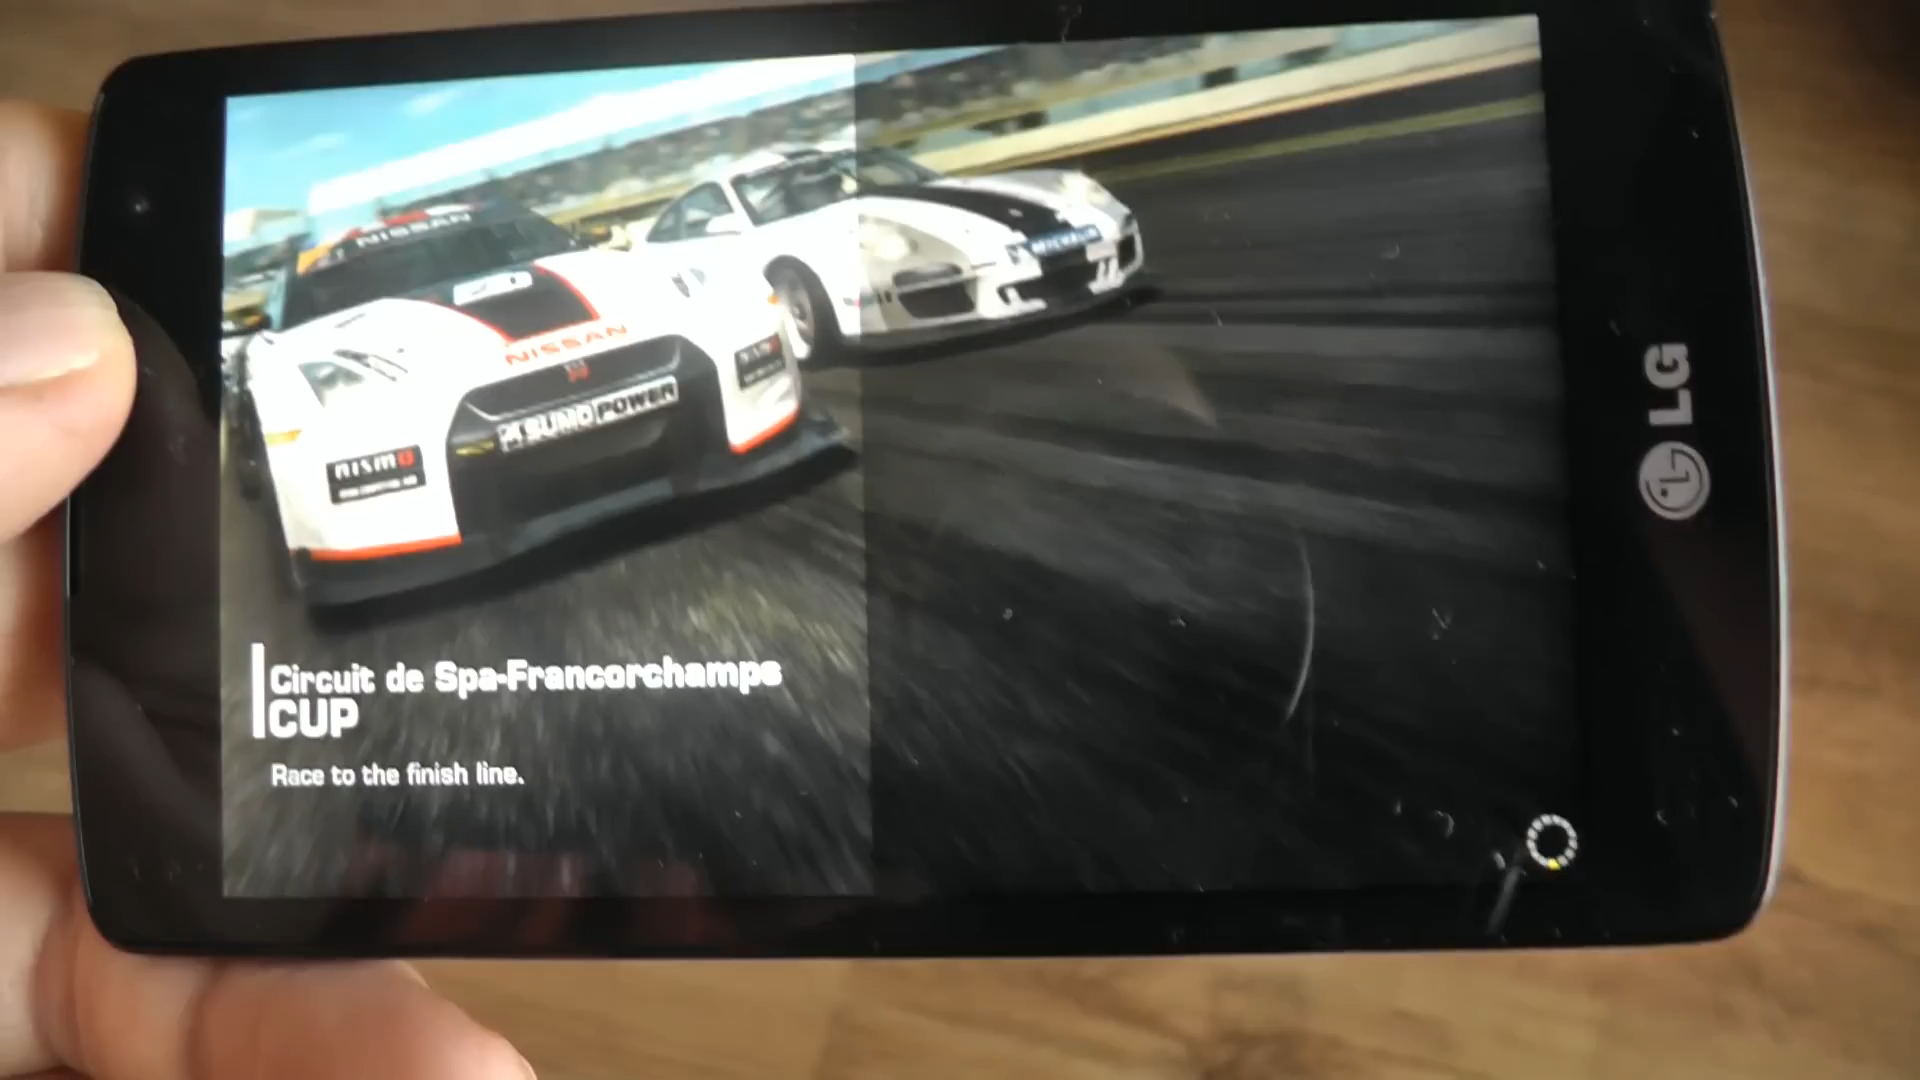 NISSAN
NISSAN
SUMO POWER
nismo
MICHELIN
Circuit de Spa-Francorchamps
CUP
Race to the finish line.
LG